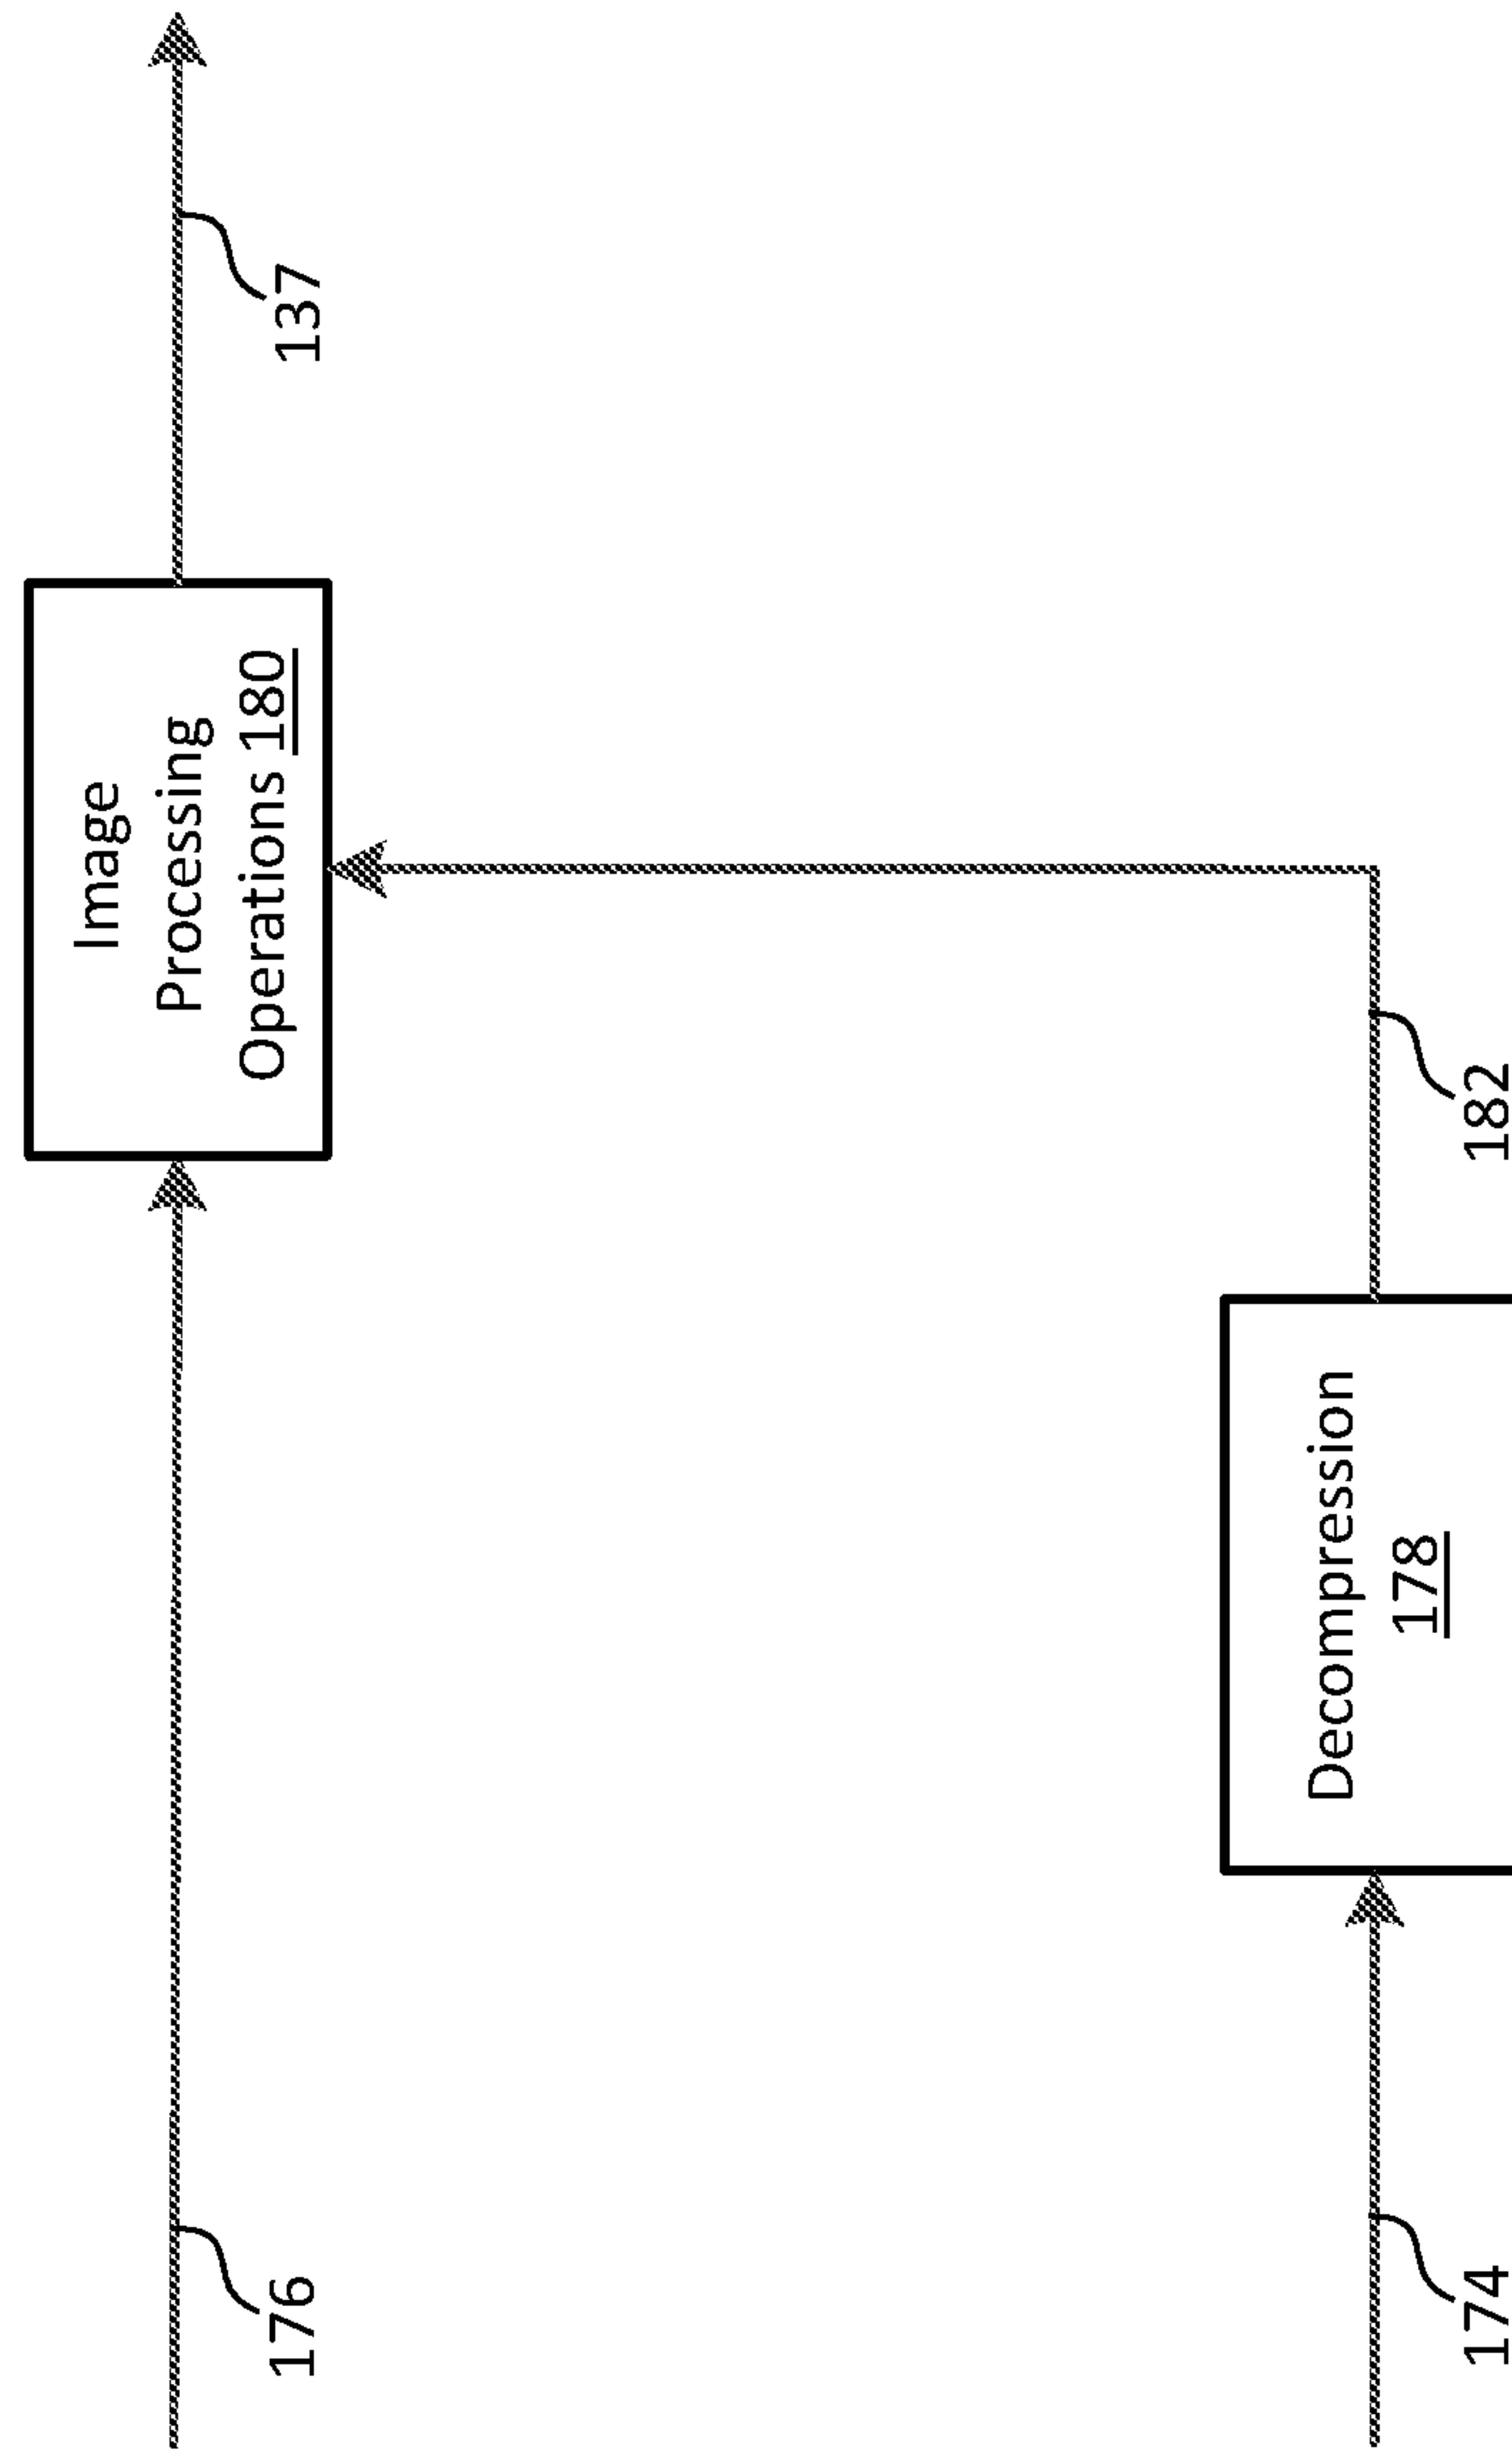 176
Image
Processing
Operations 180
137
174
Decompression
178
182